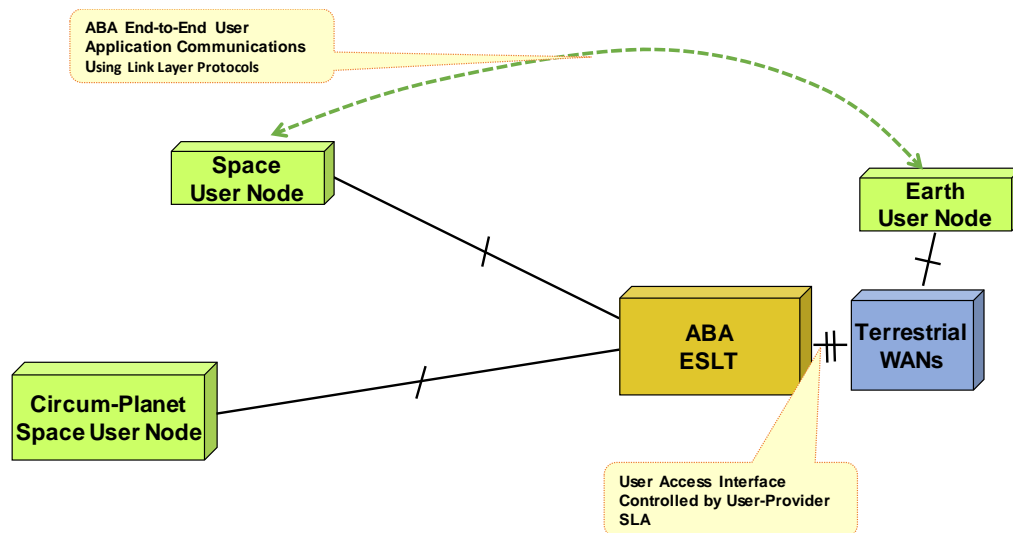 ABA End-to-End User
Application Communications
Using Link Layer Protocols
Space
User Node
Earth
User Node
ABA
ESLT
Terrestrial
WANs
Circum-Planet
Space User Node
User Access Interface
Controlled by User-Provider
SLA